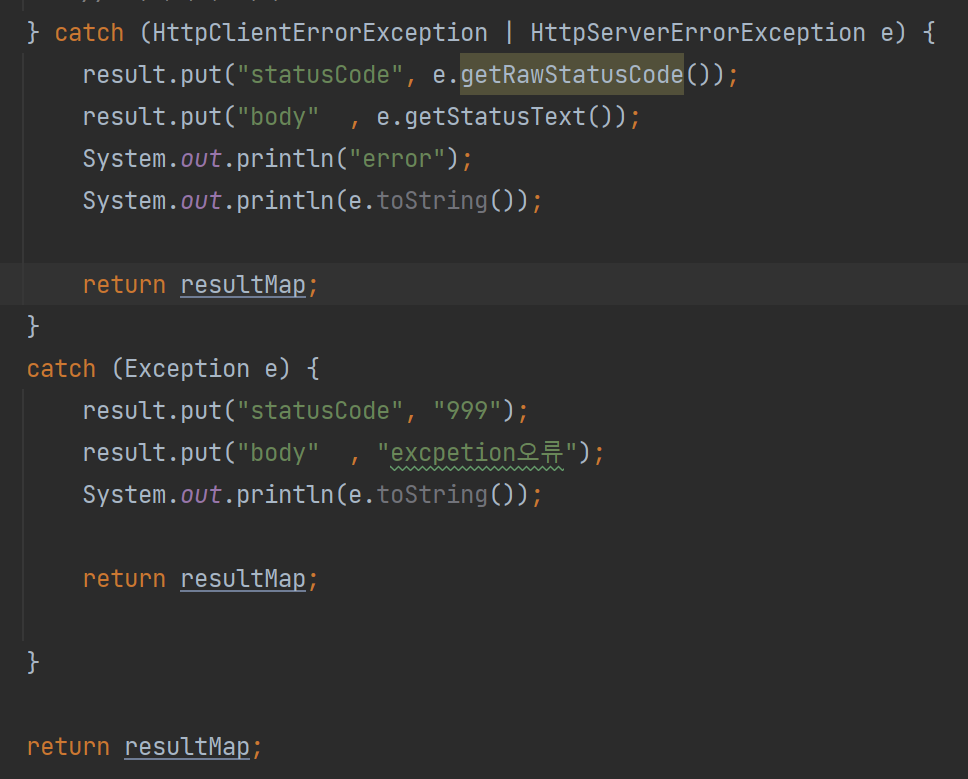 } catch (HttpClientErrorException | HttpServerErrorException e) {
result.put("statusCode", e.getRawStatusCode());
result.put("body"  , e.getStatusText());
System.out.println("error");
System.out.println(e.toString());
return resultMap;
}
catch (Exception e) {
result.put("statusCode", "999");
result.put("body"  , "excpetion오류");
System.out.println(e.toString());
return resultMap;
}
return resultMap;